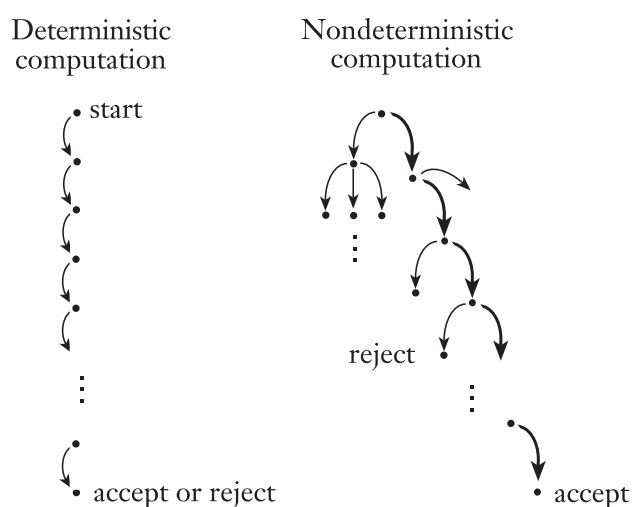 Deterministic
computation
Nondeterministic
computation
start
reject
accept or reject
accept